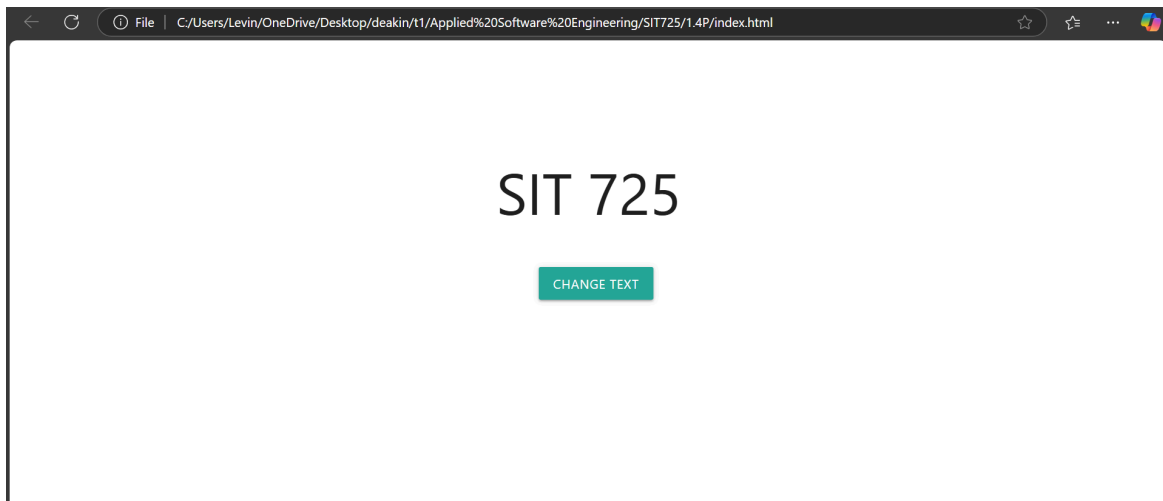 File C:/Users/Levin/OneDrive/Desktop/deakin/t1/Applied%20Software%20Engineering/SIT725/1.4P/index.html
SIT 725
CHANGE TEXT